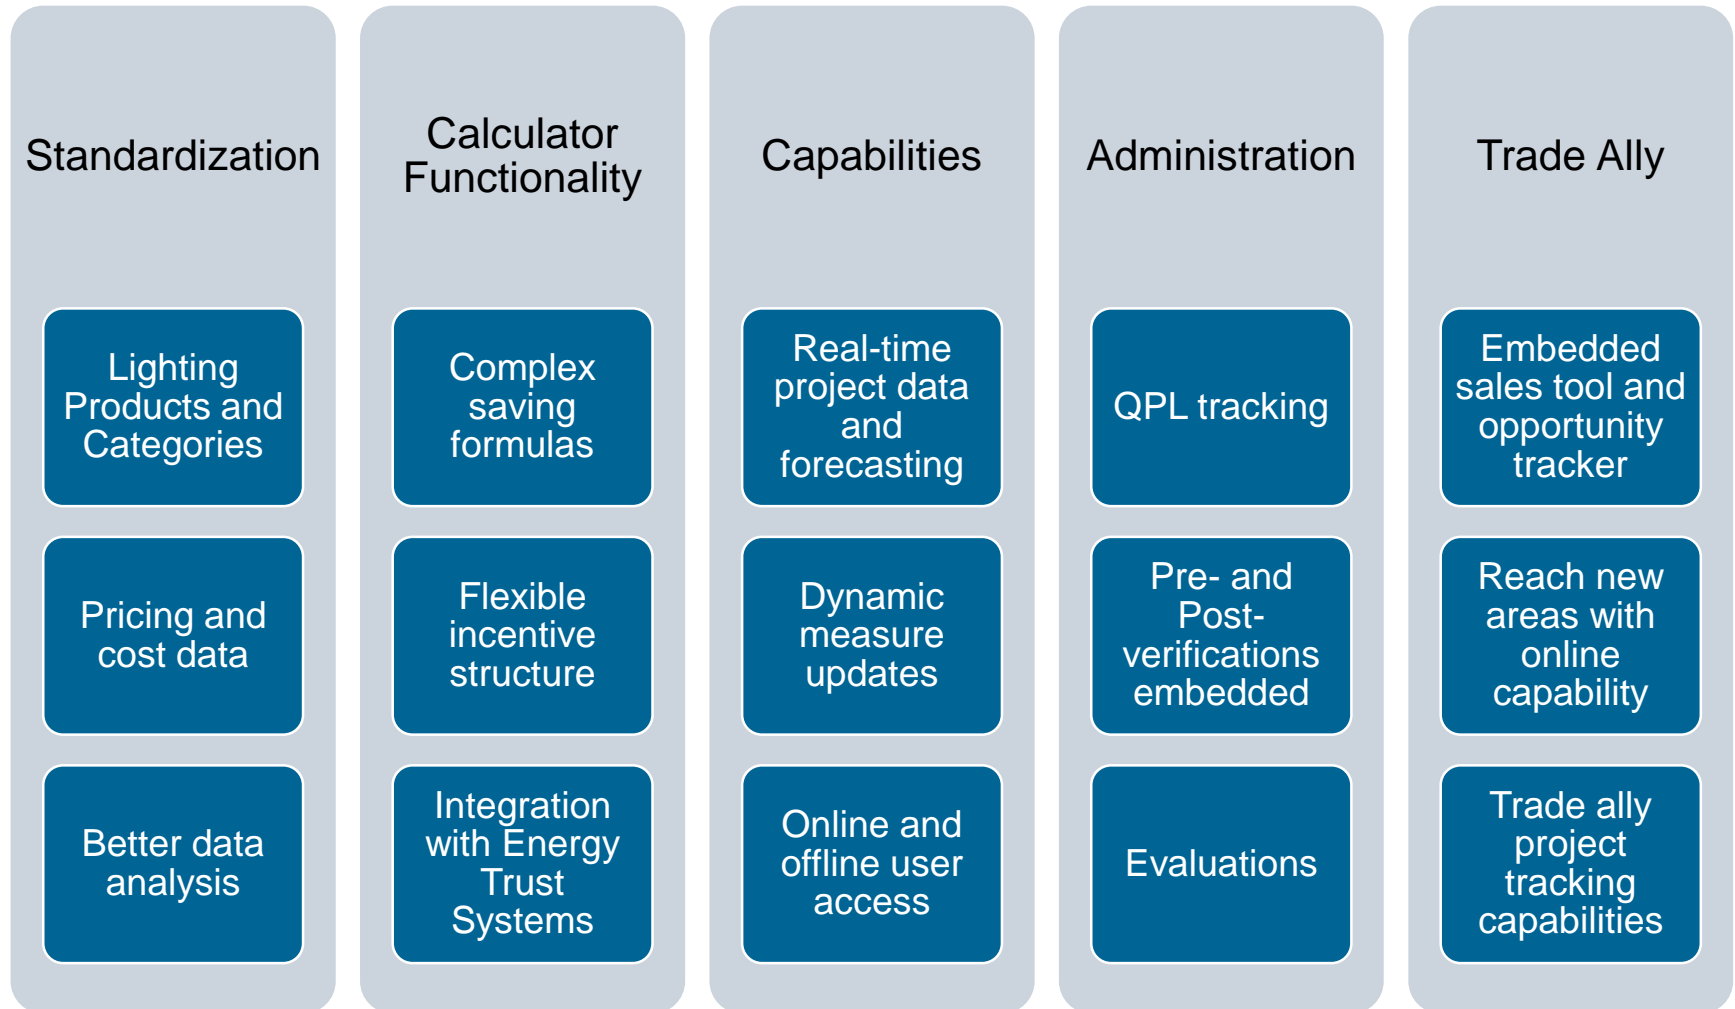 Standardization
Lighting
Products and
Categories
Pricing and
cost data
Better data
analysis
Calculator
Functionality
Complex
saving
formulas
Flexible
incentive
structure
Integration
with Energy
Trust
Systems
Capabilities
Real-time
project data
and
forecasting
Dynamic
measure
updates
Online and
offline user
access
Administration
QPL tracking
Pre- and
Post-
verifications
embedded
Evaluations
Trade Ally
Embedded
sales tool and
opportunity
tracker
Reach new
areas with
online
capability
Trade ally
project
tracking
capabilities